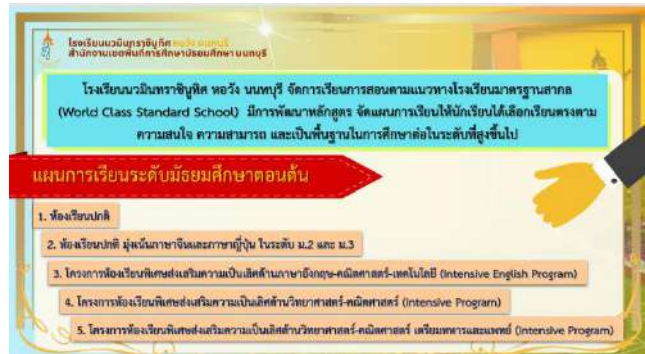 โรงเรียนนวมินทราชินูทิศ หอวัง นนทบุรี
สำนักงานเขตพื้นที่การศึกษามัธยมศึกษา นนทบุรี
โรงเรียนนวมินทราชินูทิศ หอวัง นนทบุรี จัดการเรียนการสอนตามแนวทางโรงเรียนมาตรฐานสากล
(World Class Standard School) มีการพัฒนาหลักสูตร จัดแผนการเรียนให้นักเรียนได้เลือกเรียนตรงตาม
ความสนใจ ความสามารถ และเป็นพื้นฐานในการศึกษาต่อในระดับที่สูงขึ้นไป
แผนการเรียนระดับมัธยมศึกษาตอนต้น
1. ห้องเรียนปกติ
2. ห้องเรียนปกติ มุ่งเน้นภาษาจีนและภาษาญี่ปุ่น ในระดับ ม.2 และ ม.3
3. โครงการห้องเรียนพิเศษส่งเสริมความเป็นเลิศด้านภาษาอังกฤษ-คณิตศาสตร์-เทคโนโลยี (Intensive English Program)
4. โครงการห้องเรียนพิเศษส่งเสริมความเป็นเลิศด้านวิทยาศาสตร์-คณิตศาสตร์ (Intensive Program)
5. โครงการห้องเรียนพิเศษส่งเสริมความเป็นเลิศด้านวิทยาศาสตร์-คณิตศาสตร์ เตรียมทหารและแพทย์ (Intensive Program)